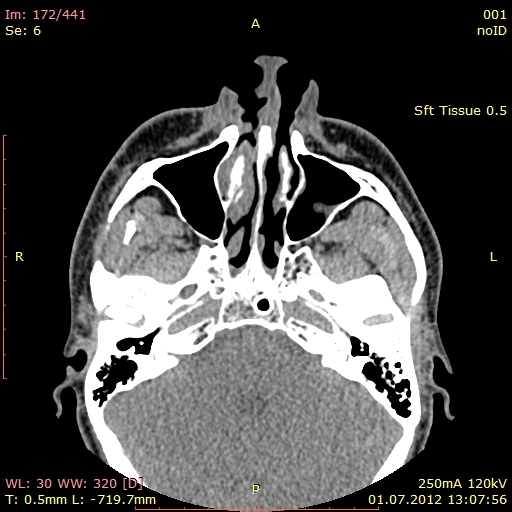 Im: 172/441
Se: 6
A
001
noID
Sft Tissue 0.5
R
L
WL: 30 WW: 320 [D]
T: 0.5mm L: -719.7mm
P
250mA 120kV
01.07.2012 13:07:56